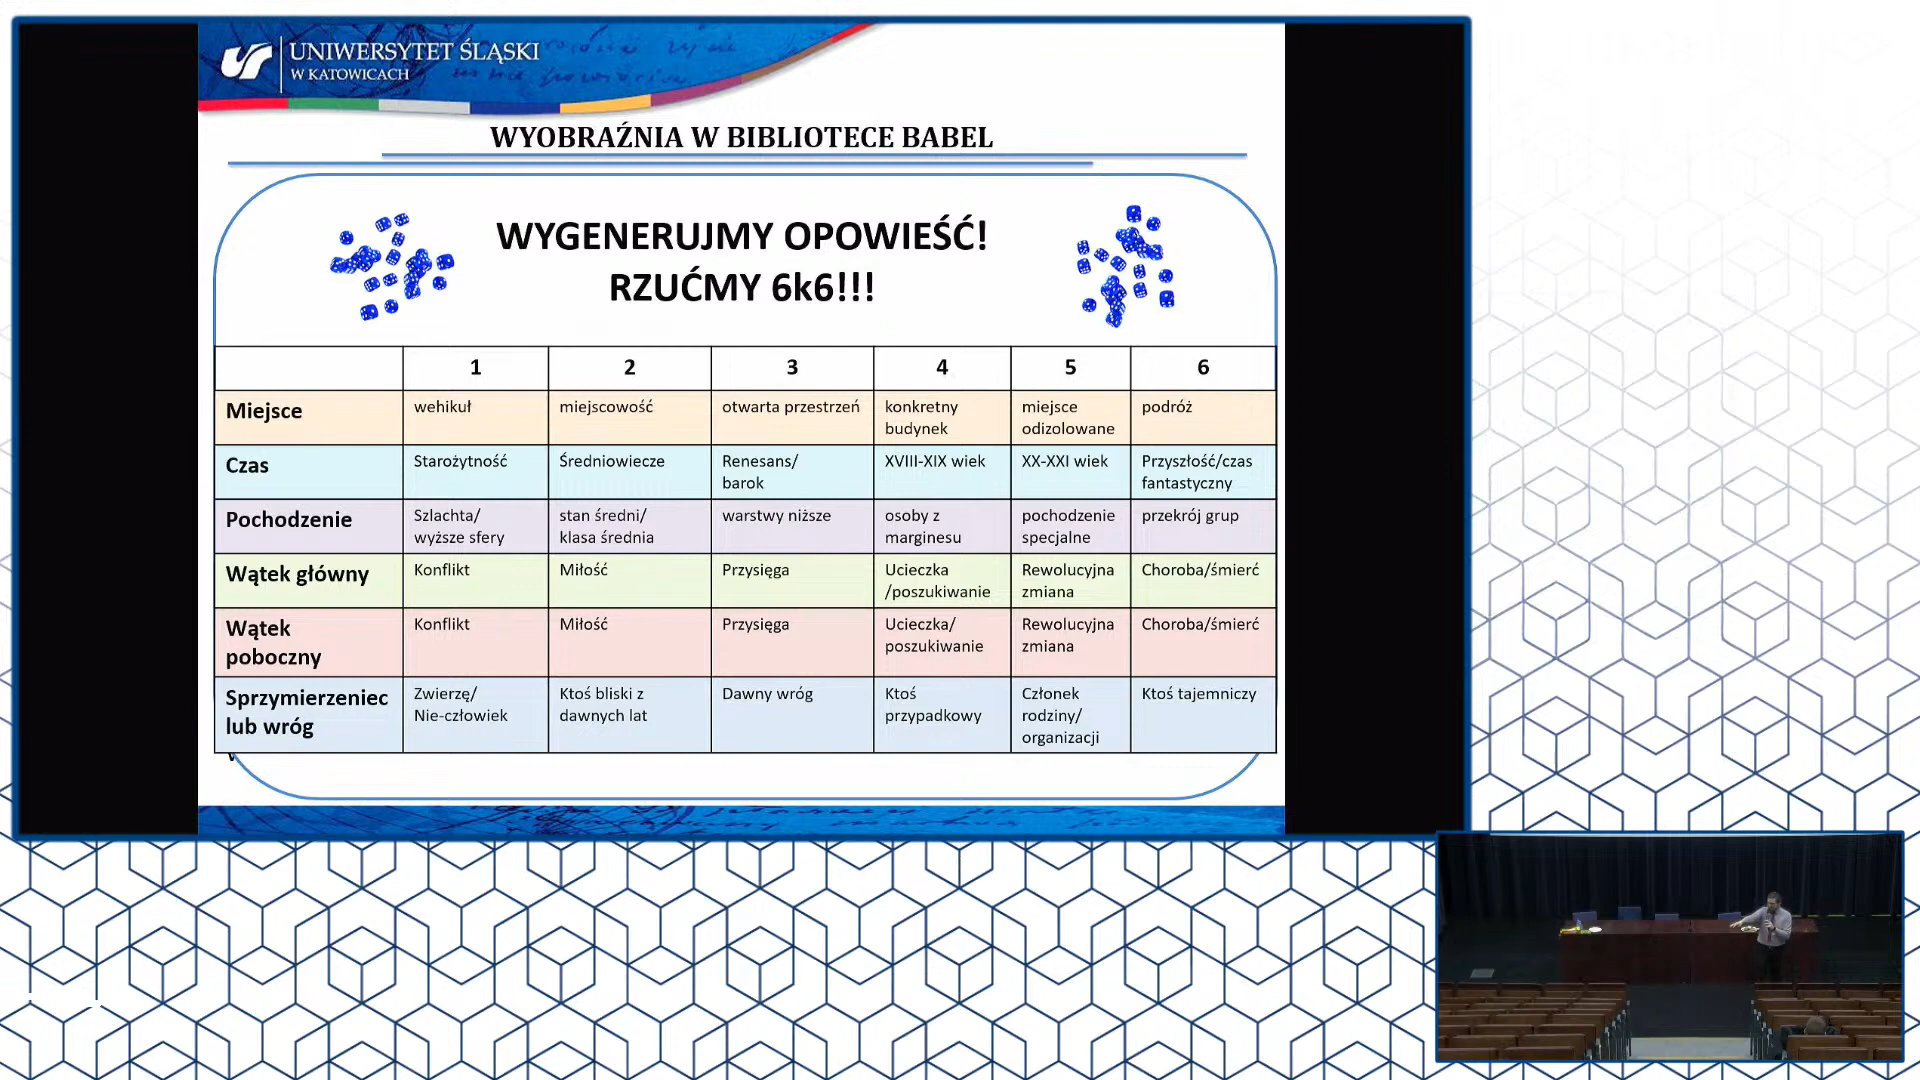 UNIWERSYTET ŚLĄSKI
W KATOWICACH
WYOBRAŹNIA W BIBLIOTECE BABEL
WYGENERUJMY OPOWIEŚĆ!
RZUĆMY 6k6!!!
1 2 3 4 5 6
Miejsce wehikuł miejscowość otwarta przestrzeń konkretny budynek miejsce odizolowane podróż
Czas Starożytność Średniowiecze Renesans/ barok XVIII-XIX wiek XX-XXI wiek Przyszłość/czas fantastyczny
Pochodzenie Szlachta/ wyższe sfery stan średni/ klasa średnia warstwy niższe osoby z marginesu pochodzenie specjalne przekrój grup
Wątek główny Konflikt Miłość Przysięga Ucieczka /poszukiwanie Rewolucyjna zmiana Choroba/śmierć
Wątek poboczny Konflikt Miłość Przysięga Ucieczka/ poszukiwanie Rewolucyjna zmiana Choroba/śmierć
Sprzymierzeniec lub wróg Zwierzę/ Nie-człowiek Ktoś bliski z dawnych lat Dawny wróg Ktoś przypadkowy Członek rodziny/ organizacji Ktoś tajemniczy